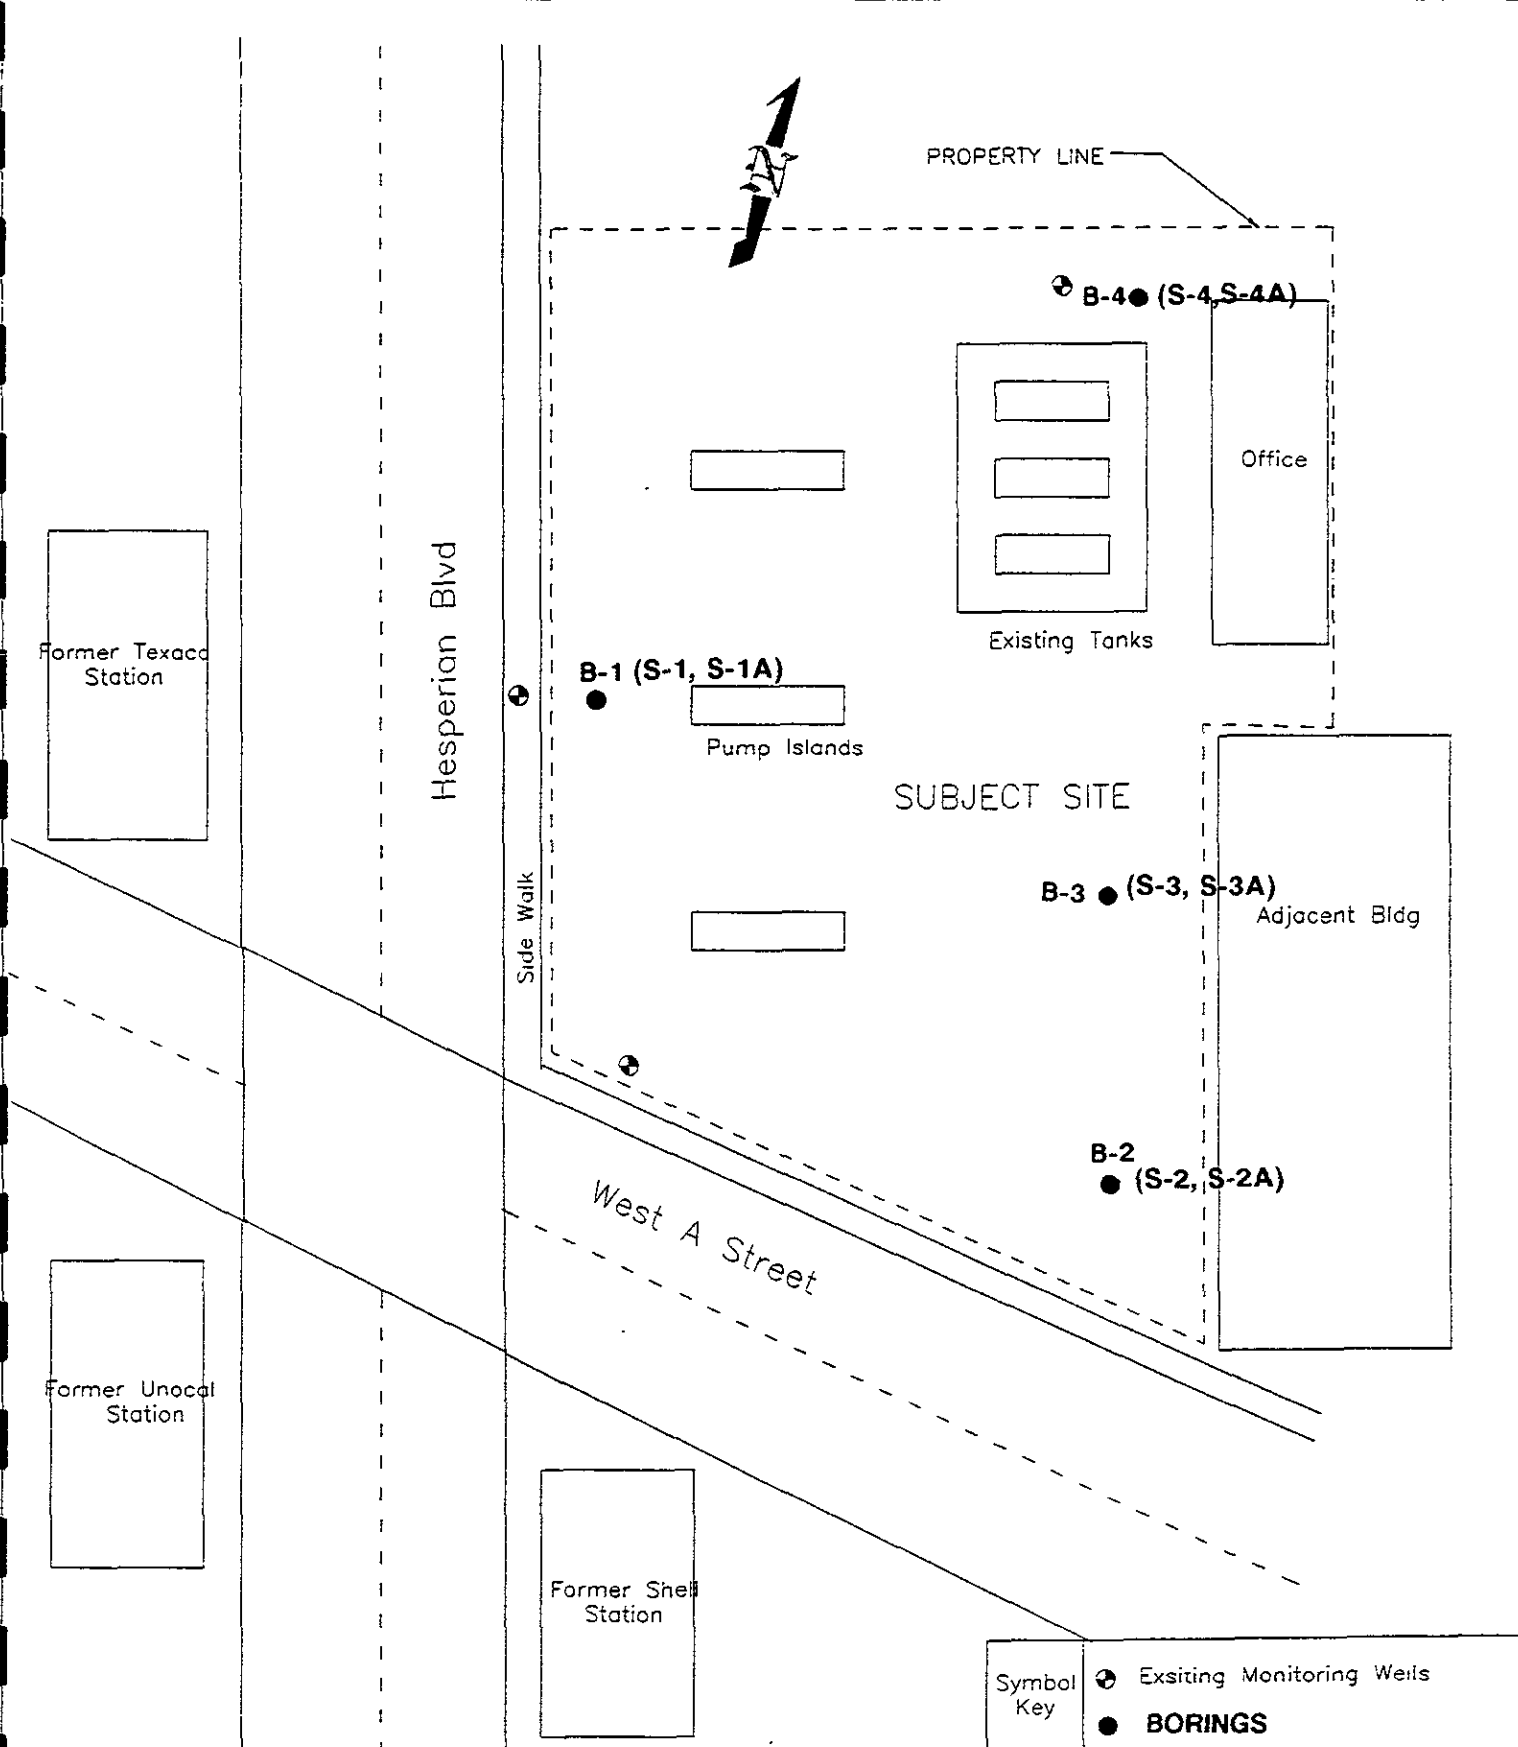 N
PROPERTY LINE
B-4 (S-4,S-4A)
Office
Existing Tanks
Former Texaco
Station
Hesperian Blvd
B-1 (S-1, S-1A)
Pump Islands
SUBJECT SITE
Side Walk
B-3 (S-3, S-3A)
Adjacent Bldg
B-2
(S-2, S-2A)
West A Street
Former Unocal
Station
Former Shell
Station
Symbol
Key
Exsiting Monitoring Wells
BORINGS